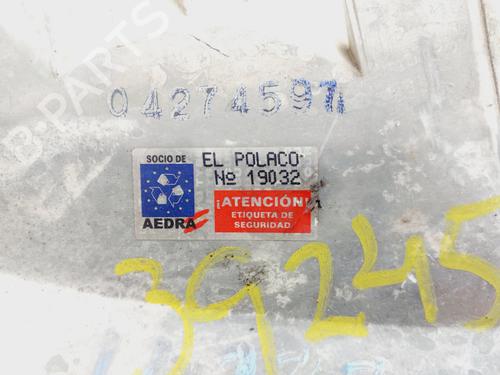 B-PARTS
04274597
SOCIO DE
AEDRA
EL POLACO
Nº 19032
¡ATENCIÓN!
ETIQUETA DE
SEGURIDAD
39245